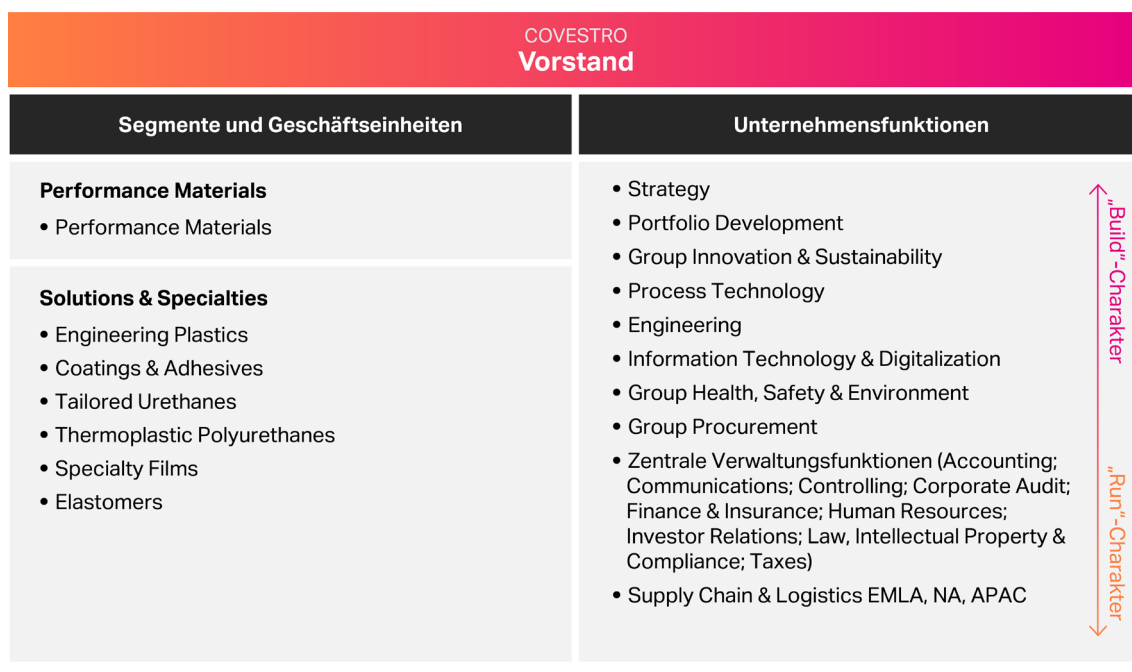 COVESTRO
Vorstand
Segmente und Geschäftseinheiten
Performance Materials
• Performance Materials
Solutions & Specialties
• Engineering Plastics
• Coatings & Adhesives
• Tailored Urethanes
• Thermoplastic Polyurethanes
• Specialty Films
• Elastomers
Unternehmensfunktionen
• Strategy
• Portfolio Development
• Group Innovation & Sustainability
• Process Technology
• Engineering
• Information Technology & Digitalization
• Group Health, Safety & Environment
• Group Procurement
• Zentrale Verwaltungsfunktionen (Accounting;
Communications; Controlling; Corporate Audit;
Finance & Insurance; Human Resources;
Investor Relations; Law, Intellectual Property &
Compliance; Taxes)
• Supply Chain & Logistics EMLA, NA, APAC
„Build“-Charakter
„Run“-Charakter